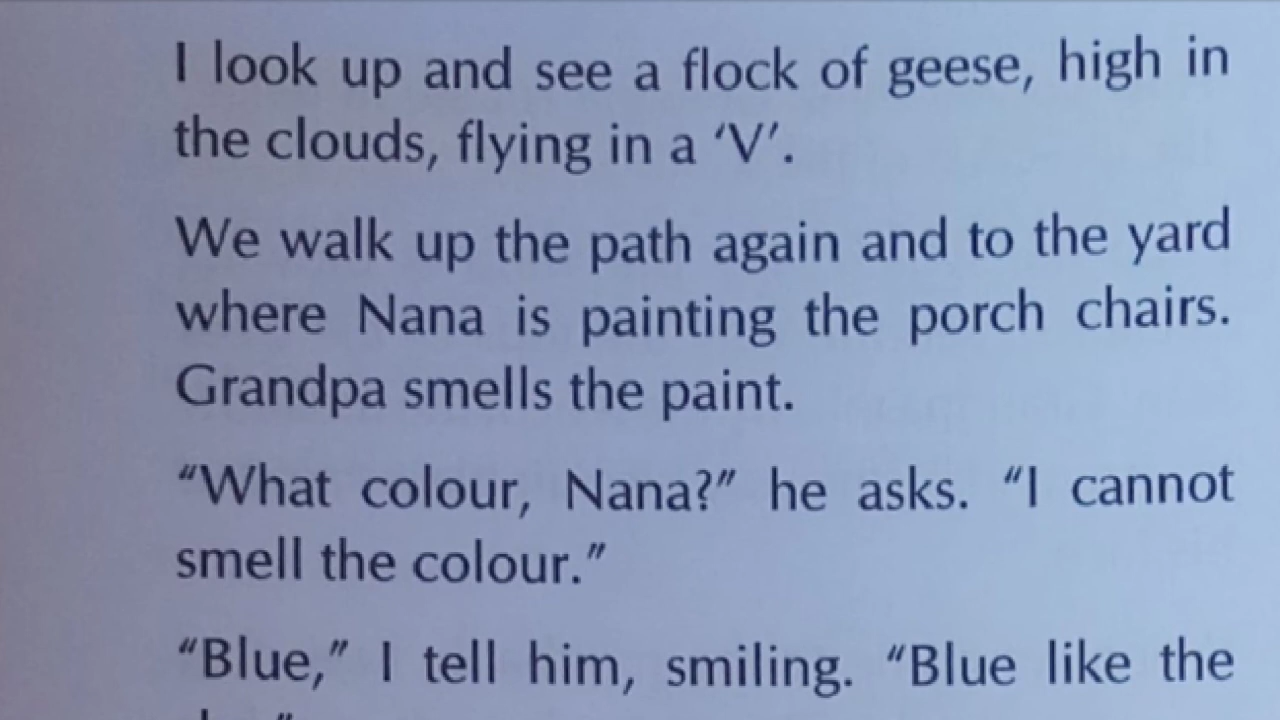 I look up and see a flock of geese, high in
the clouds, flying in a ‘V’.
We walk up the path again and to the yard
where Nana is painting the porch chairs.
Grandpa smells the paint.
“What colour, Nana?” he asks. “I cannot
smell the colour.”
“Blue,” I tell him, smiling. “Blue like the